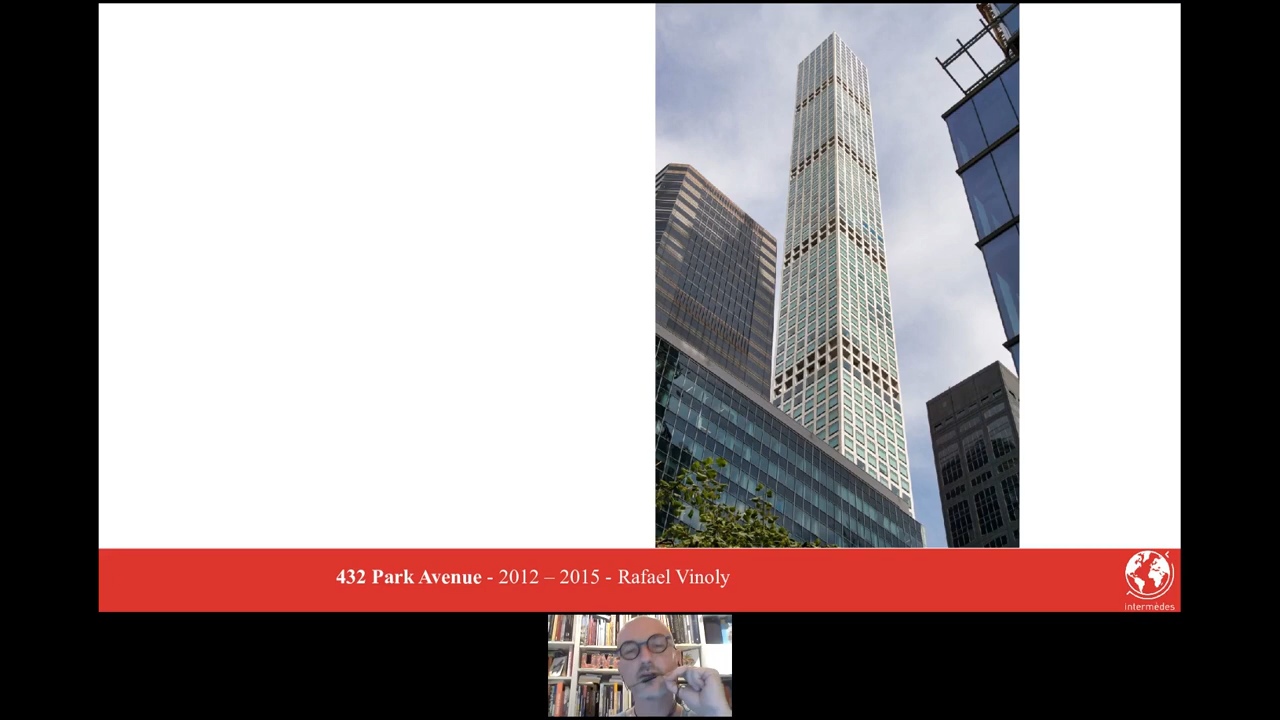 432 Park Avenue - 2012 – 2015 - Rafael Vinoly
intermèdes